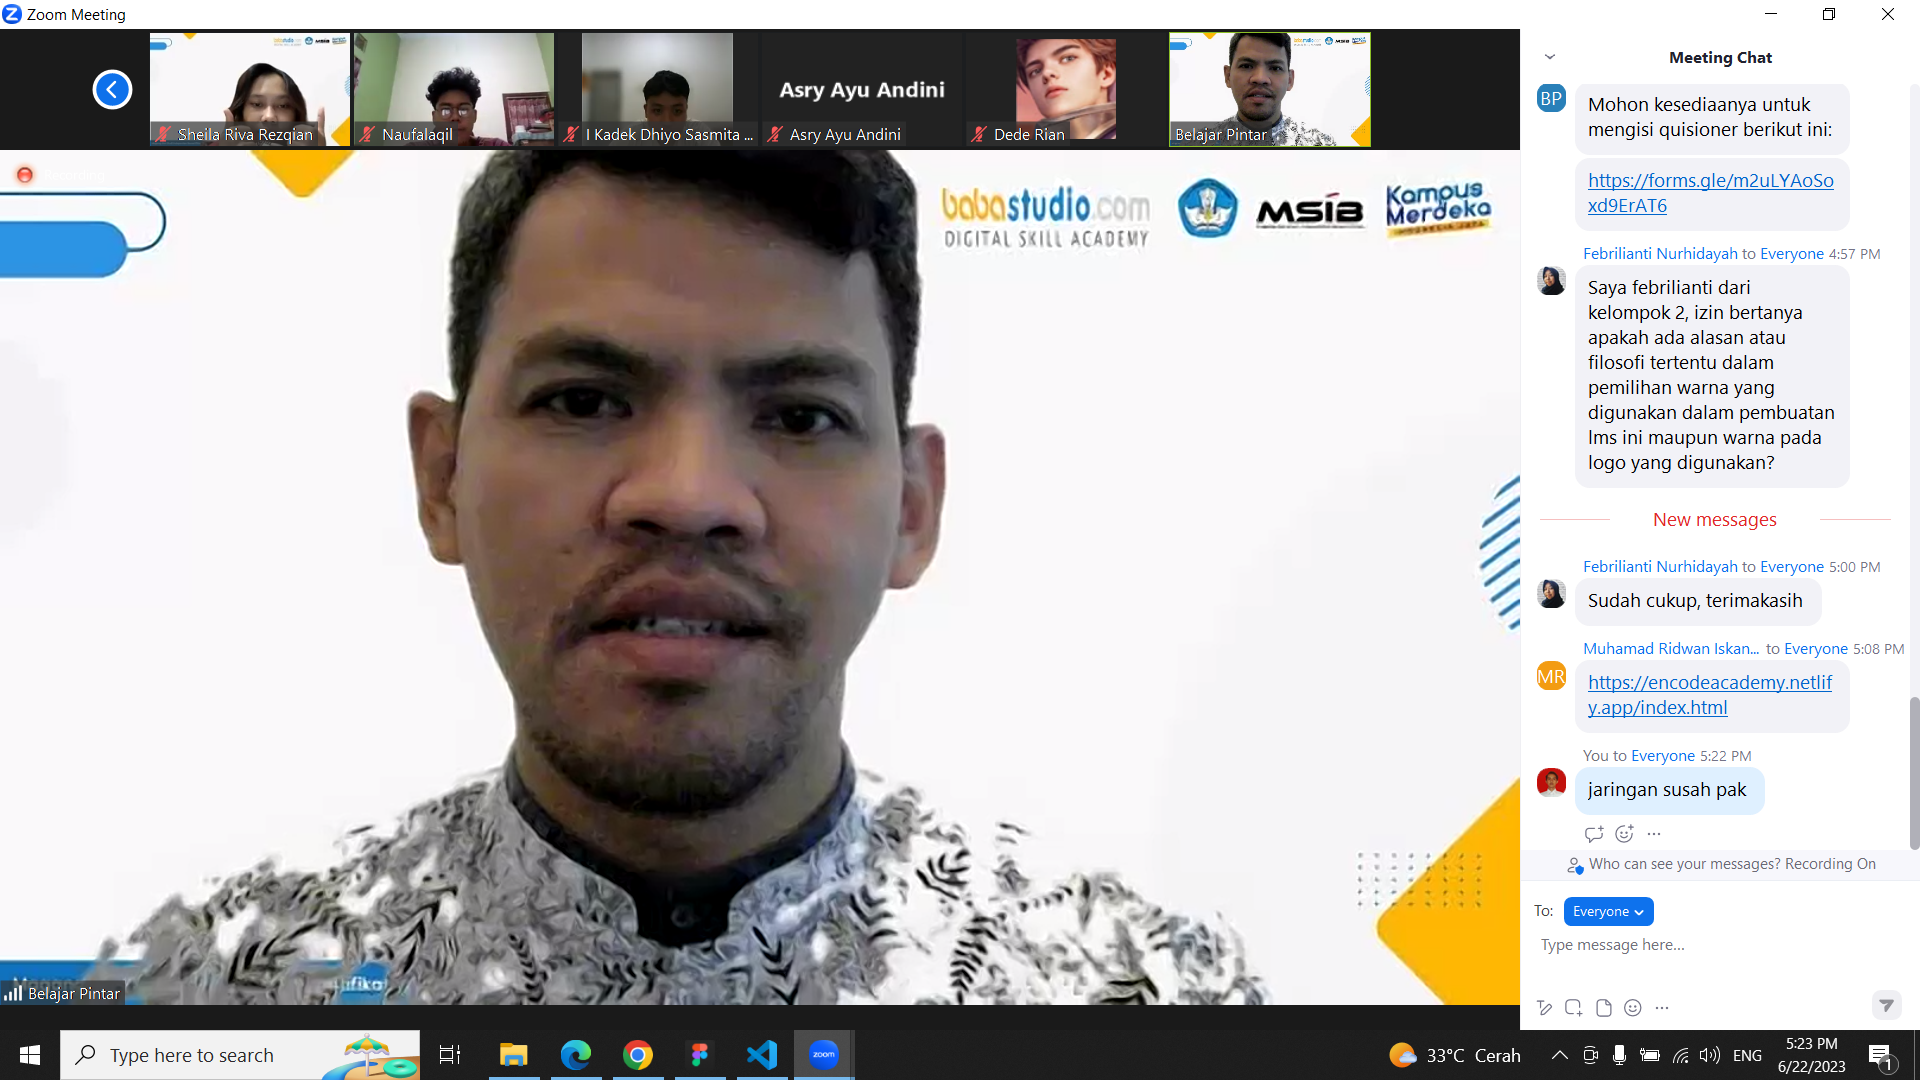 Zoom Meeting
Sheila Riva Rezqian
Naufalaqil
I Kadek Dhiyo Sasmita ...
Asry Ayu Andini
Asry Ayu Andini
Dede Rian
Belajar Pintar
babastudio.com
DIGITAL SKILL ACADEMY
MSIB
Kampus
Merdeka
INDONESIA JAYA
Belajar Pintar
Meeting Chat
BP
Mohon kesediaanya untuk
mengisi quisioner berikut ini:
https://forms.gle/m2uLYAoSo
xd9ErAT6
Febrilianti Nurhidayah to Everyone 4:57 PM
Saya febrilianti dari
kelompok 2, izin bertanya
apakah ada alasan atau
filosofi tertentu dalam
pemilihan warna yang
digunakan dalam pembuatan
lms ini maupun warna pada
logo yang digunakan?
New messages
Febrilianti Nurhidayah to Everyone 5:00 PM
Sudah cukup, terimakasih
Muhamad Ridwan Iskan... to Everyone 5:08 PM
MR
https://encodeacademy.netlif
y.app/index.html
You to Everyone 5:22 PM
jaringan susah pak
Who can see your messages? Recording On
To: Everyone
Type message here...
Type here to search
zoom
33°C Cerah
ENG
5:23 PM
6/22/2023
1